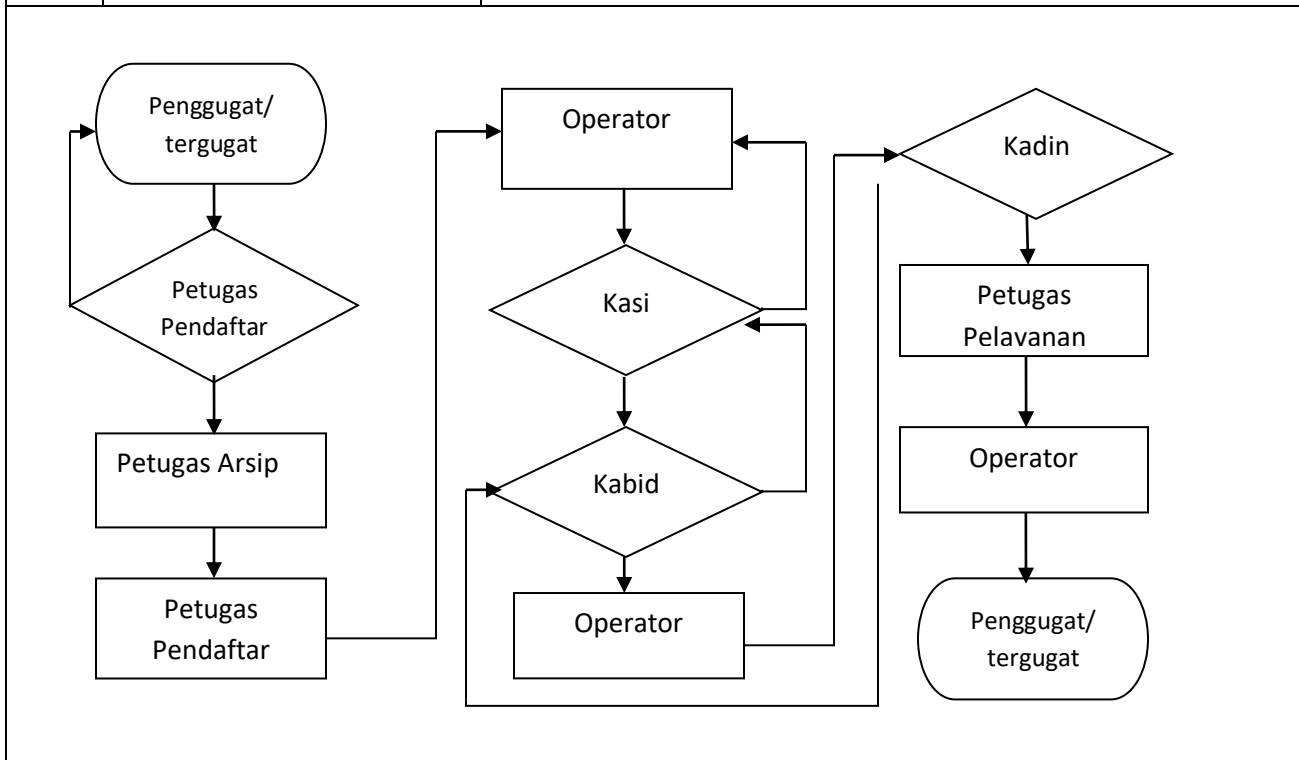 Penggugat/
tergugat
Petugas
Pendaftar
Petugas Arsip
Petugas
Pendaftar
Operator
Kasi
Kabid
Operator
Kadin
Petugas
Pelayanan
Operator
Penggugat/
tergugat